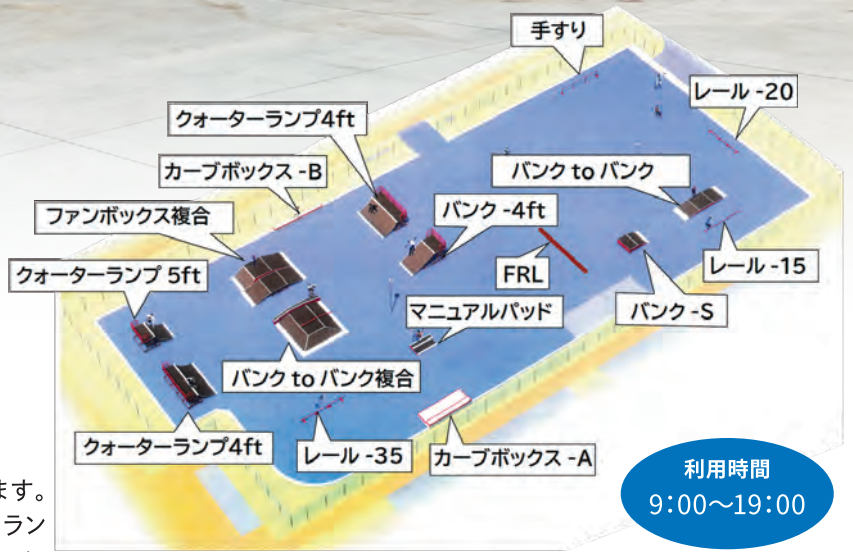 手すり
レール -20
クォーターランプ4ft
カーブボックス -B
バンク to バンク
ファンボックス複合
バンク -4ft
クォーターランプ 5ft
FRL
レール -15
マニュアルパッド
バンク -S
バンク to バンク複合
クォーターランプ4ft
レール -35
カーブボックス -A
利用時間
9:00〜19:00
ます。
ラン